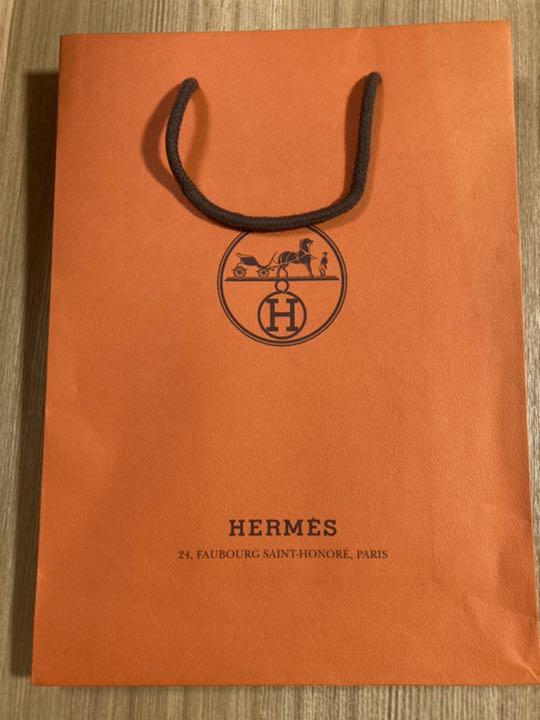 H
HERMÈS
24, FAUBOURG SAINT-HONORÉ, PARIS